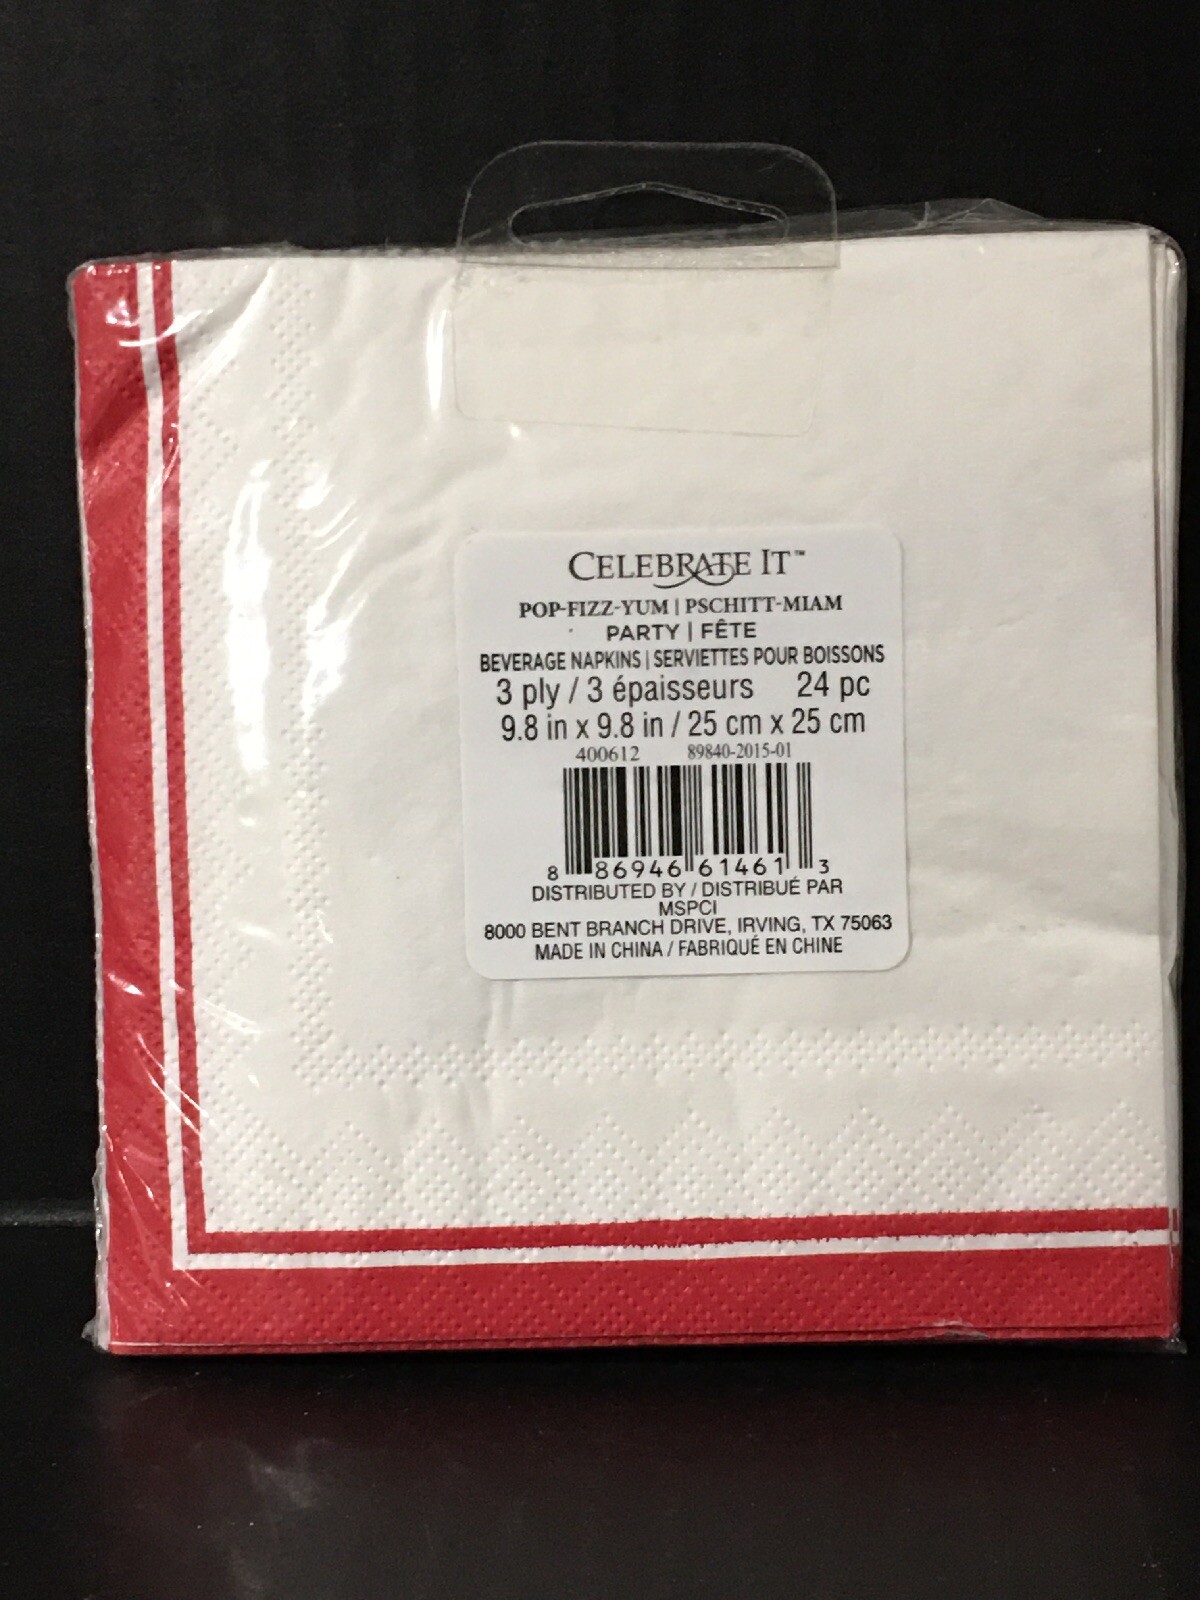 CELEBRATE IT™
POP-FIZZ-YUM | PSCHITT-MIAM
PARTY | FÊTE
BEVERAGE NAPKINS | SERVIETTES POUR BOISSONS
3 ply / 3 épaisseurs 24 pc
9.8 in x 9.8 in / 25 cm x 25 cm
400612 89840-2015-01
8 86946 61461 3
DISTRIBUTED BY / DISTRIBUÉ PAR
MSPCI
8000 BENT BRANCH DRIVE, IRVING, TX 75063
MADE IN CHINA / FABRIQUÉ EN CHINE